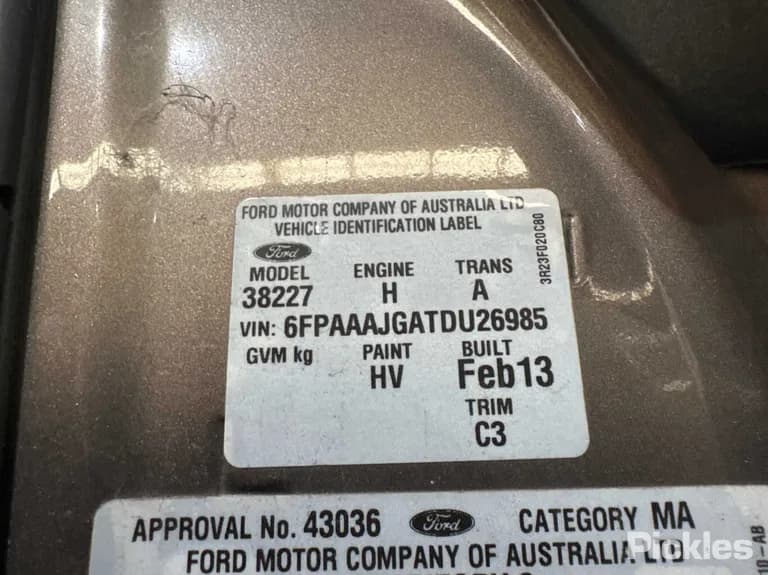 FORD MOTOR COMPANY OF AUSTRALIA LTD
VEHICLE IDENTIFICATION LABEL
3R23F020C80
Ford
MODEL ENGINE TRANS
38227 H A
VIN: 6FPAAAJGATDU26985
GVM kg PAINT BUILT
HV Feb13
TRIM
C3
APPROVAL No. 43036 Ford CATEGORY MA
FORD MOTOR COMPANY OF AUSTRALIA LTD
10-AB
Pickles